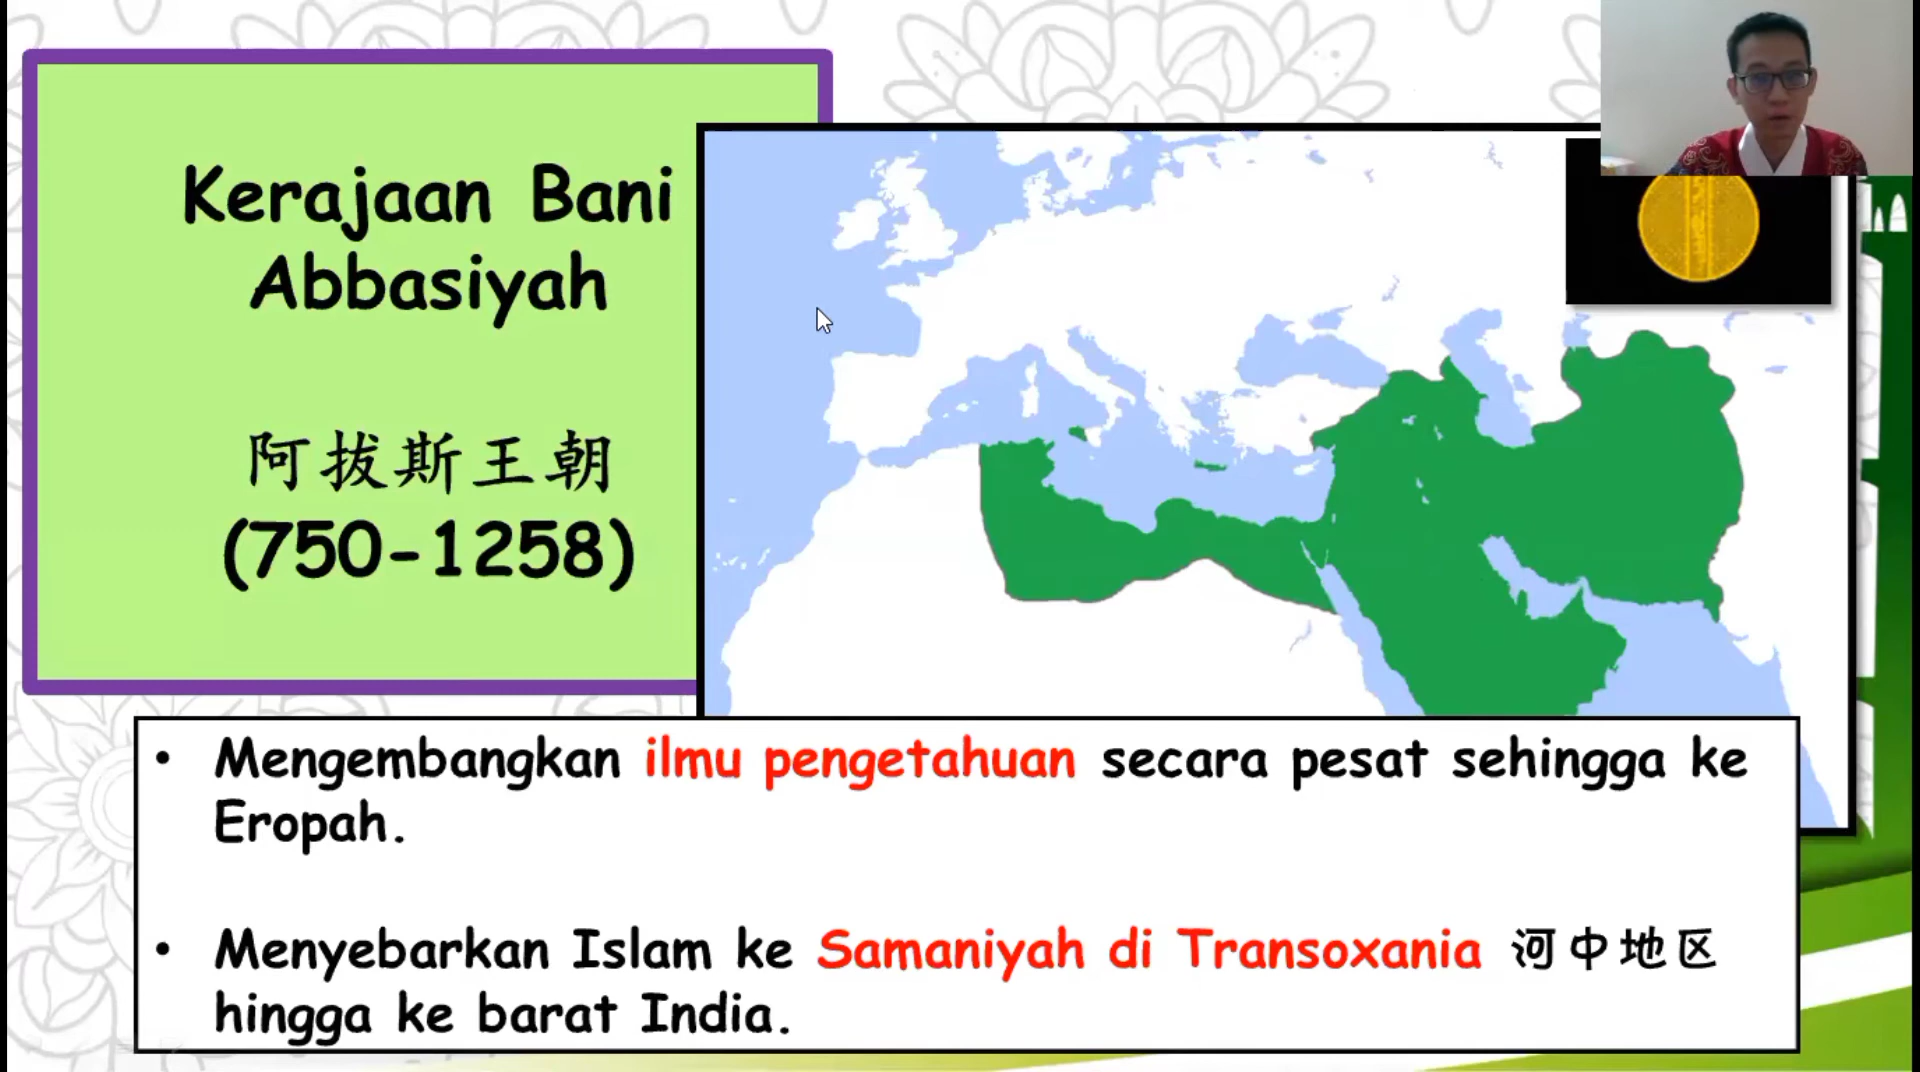 Kerajaan Bani
Abbasiyah
阿拔斯王朝
(750-1258)
• Mengembangkan ilmu pengetahuan secara pesat sehingga ke
Eropah.
• Menyebarkan Islam ke Samaniyah di Transoxania 河中地区
hingga ke barat India.